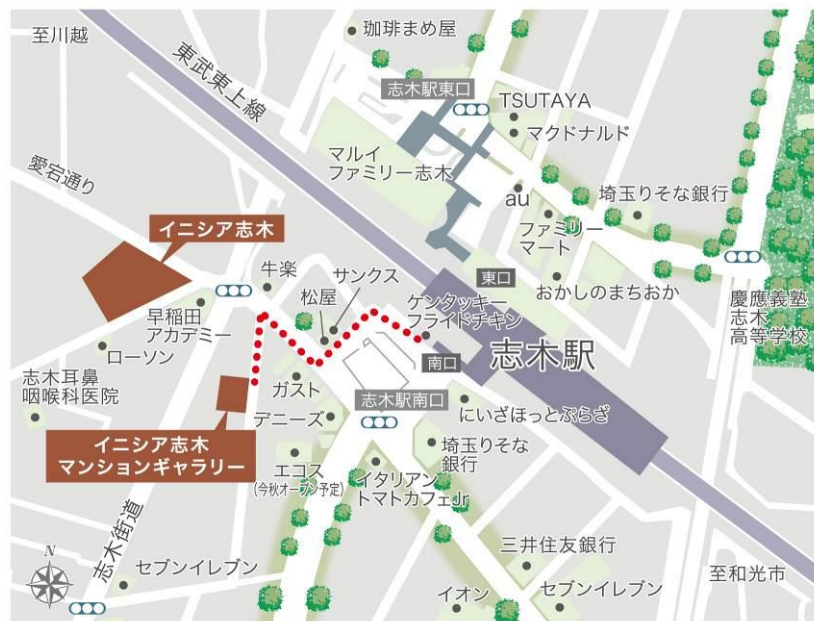 至川越
珈琲まめ屋
東武東上線
志木駅東口
TSUTAYA
マクドナルド
マルイ
ファミリー志木
愛宕通り
au
埼玉りそな銀行
ファミリー
マート
イニシア志木
東口
おかしのまちおか
牛楽
サンクス
松屋
ケンタッキー
フライドチキン
慶應義塾
志木
高等学校
早稲田
アカデミー
ローソン
南口
志木駅
志木耳鼻
咽喉科医院
ガスト
志木駅南口
デニーズ
にいざほっとぷらざ
イニシア志木
マンションギャラリー
埼玉りそな
銀行
エコス
(今秋オープン予定)
イタリアン
トマトカフェJr
志木街道
三井住友銀行
N
セブンイレブン
至和光市
イオン
セブンイレブン